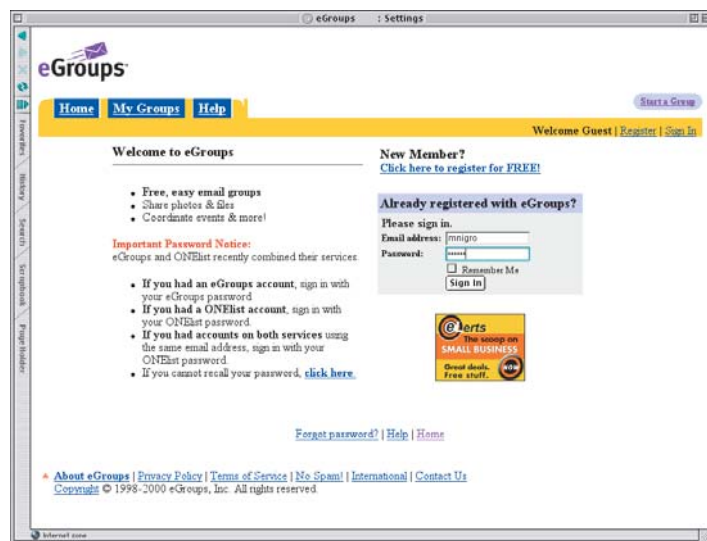 eGroups : Settings
eGroups
Home My Groups Help
Start a Group
Welcome Guest | Register | Sign In
Favorites
History
Search
Scrapbook
Page Holder
Welcome to eGroups
• Free, easy email groups
• Share photos & files
• Coordinate events & more!
Important Password Notice:
eGroups and ONElist recently combined their services
• If you had an eGroups account, sign in with
your eGroups password
• If you had a ONElist account, sign in with
your ONElist password.
• If you had accounts on both services using
the same email address, sign in with your
ONElist password.
• If you cannot recall your password, click here.
New Member?
Click here to register for FREE!
Already registered with eGroups?
Please sign in.
Email address: mnigro
Password: ••••••
Remember Me
Sign In
eLerts
The scoop on
SMALL BUSINESS
Great deals.
Free stuff.
NOW
Forgot password? | Help | Home
About eGroups | Privacy Policy | Terms of Service | No Spam! | International | Contact Us
Copyright © 1998-2000 eGroups, Inc. All rights reserved.
Internet zone